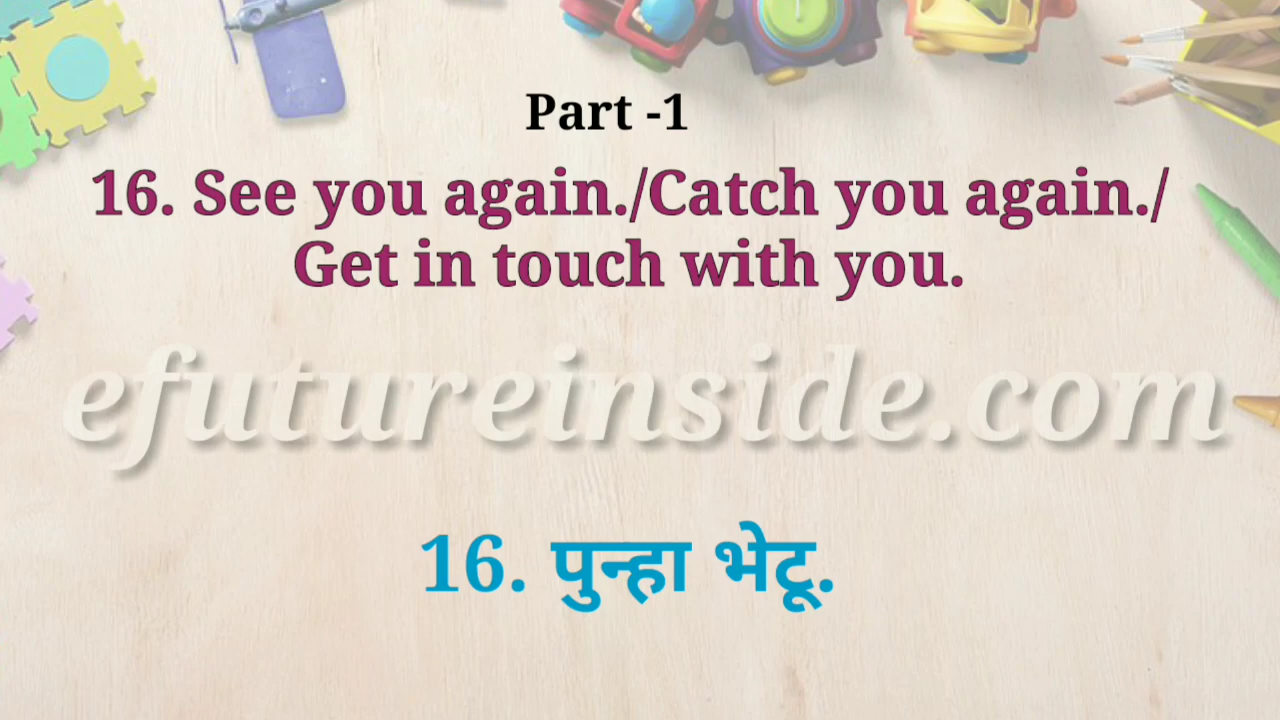 Part -1
16. See you again./Catch you again./
Get in touch with you.
efutureinside.com
16. पुन्हा भेटू.